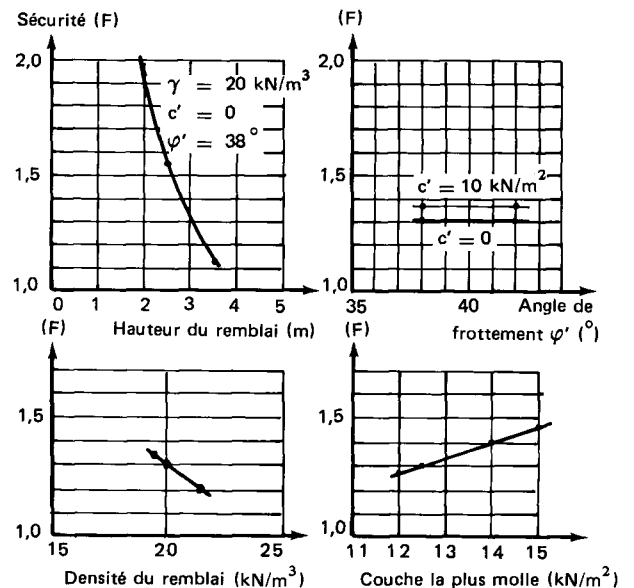 Sécurité (F)
2,0
1,5
1,0
γ = 20 kN/m³
c' = 0
φ' = 38°
0 1 2 3 4 5
Hauteur du remblai (m)
(F)
2,0
1,5
1,0
c' = 10 kN/m²
c' = 0
35 40 Angle de
frottement φ' (°)
(F)
1,5
1,0
15 20 25
Densité du remblai (kN/m³)
(F)
1,5
1,0
11 12 13 14 15
Couche la plus molle (kN/m²)